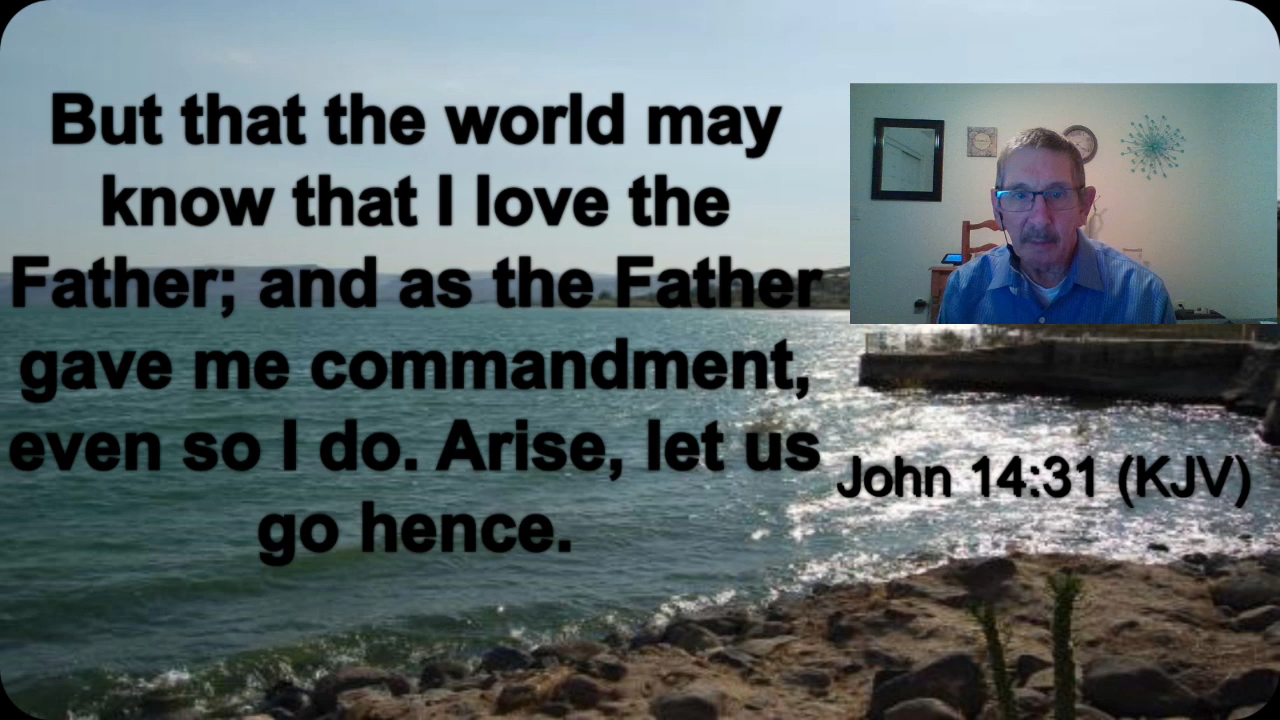 But that the world may
know that I love the
Father; and as the Father
gave me commandment,
even so I do. Arise, let us
go hence.
John 14:31 (KJV)